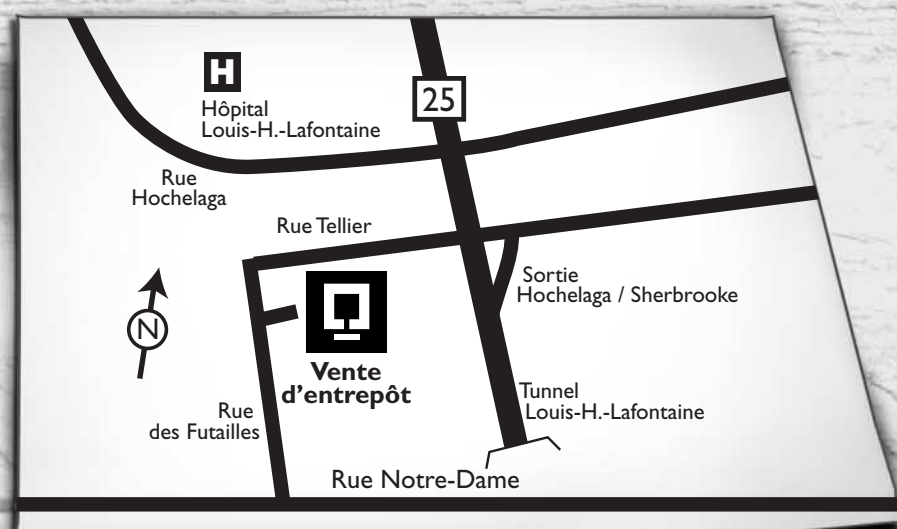 H
Hôpital
Louis-H.-Lafontaine
25
Rue
Hochelaga
Rue Tellier
Sortie
Hochelaga / Sherbrooke
N
Vente
d'entrepôt
Rue
des Futailles
Tunnel
Louis-H.-Lafontaine
Rue Notre-Dame